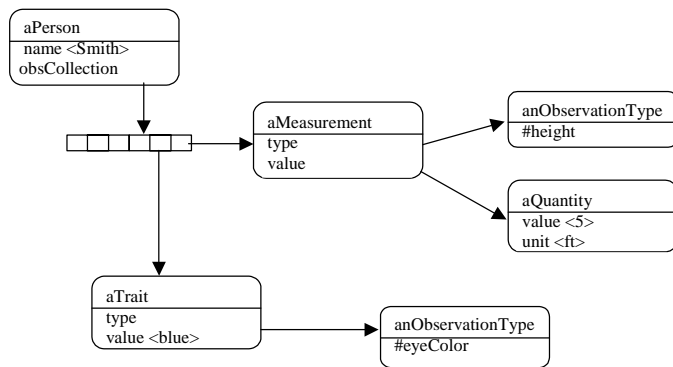 aPerson
name <Smith>
obsCollection
aMeasurement
type
value
anObservationType
#height
aQuantity
value <5>
unit <ft>
aTrait
type
value <blue>
anObservationType
#eyeColor